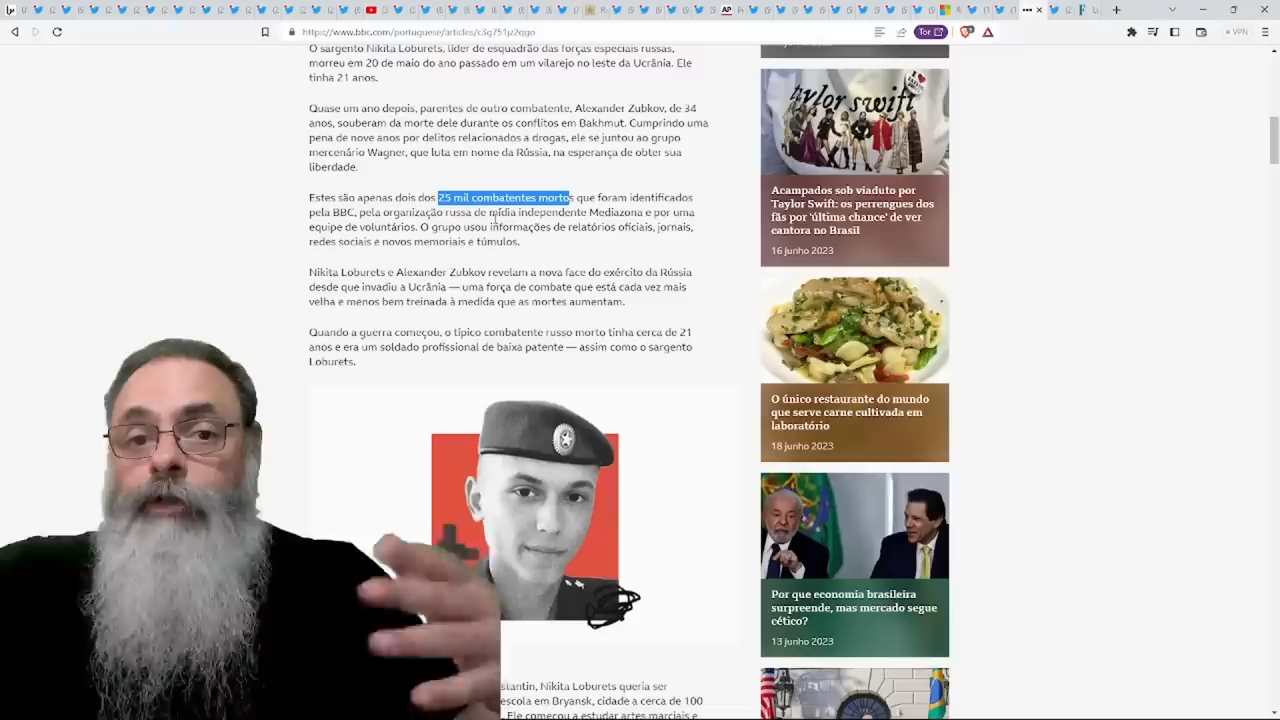 https://www.bbc.com/portuguese/articles/c3g751p2qgo
Tor
VPN
O sargento Nikita Loburets, líder de esquadrão das forças especiais russas,
morreu em 20 de maio do ano passado em um vilarejo no leste da Ucrânia. Ele
tinha 21 anos.
Quase um ano depois, parentes de outro combatente, Alexander Zubkov, de 34
anos, souberam da morte dele durante os conflitos em Bakhmut. Cumprindo uma
pena de nove anos por delitos relacionados a drogas, ele se juntou ao grupo
mercenário Wagner, que luta em nome da Rússia, na esperança de obter sua
liberdade.
Estes são apenas dois dos 25 mil combatentes mortos que foram identificados
pela BBC, pela organização russa de mídia independente Mediazona e por uma
equipe de voluntários. O grupo usou informações de relatórios oficiais, jornais,
redes sociais e novos memoriais e túmulos.
Nikita Loburets e Alexander Zubkov revelam a nova face do exército da Rússia
desde que invadiu a Ucrânia — uma força de combate que está cada vez mais
velha e menos bem treinada à medida que as mortes aumentam.
Quando a guerra começou, o típico combatente russo morto tinha cerca de 21
anos e era um soldado profissional de baixa patente — assim como o sargento
Loburets.
stantin, Nikita Loburets queria ser
escola em Bryansk, cidade a cerca de 100
Ele começou a estudar artes marciais e
taylor swift
Acampados sob viaduto por
Taylor Swift: os perrengues dos
fãs por 'última chance' de ver
cantora no Brasil
16 junho 2023
O único restaurante do mundo
que serve carne cultivada em
laboratório
18 junho 2023
Por que economia brasileira
surpreende, mas mercado segue
cético?
13 junho 2023